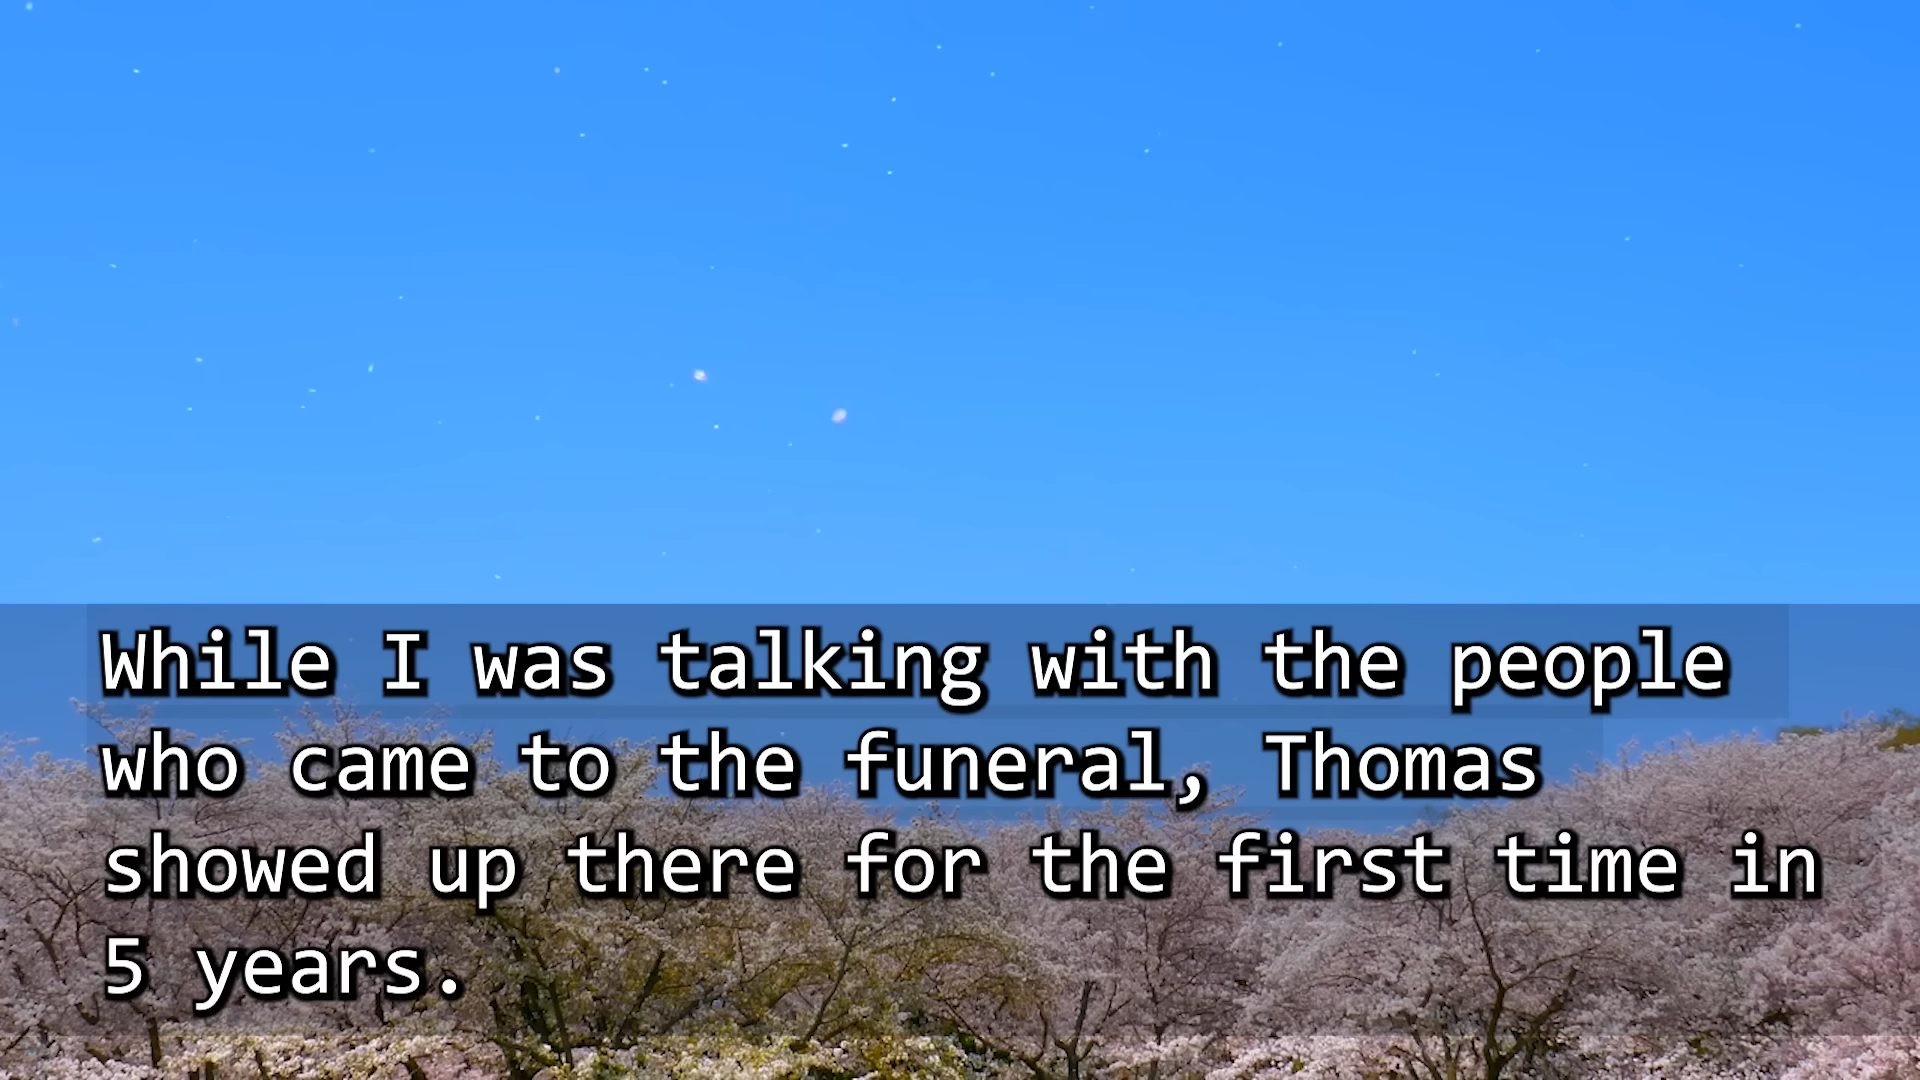 While I was talking with the people
who came to the funeral, Thomas
showed up there for the first time in
5 years.